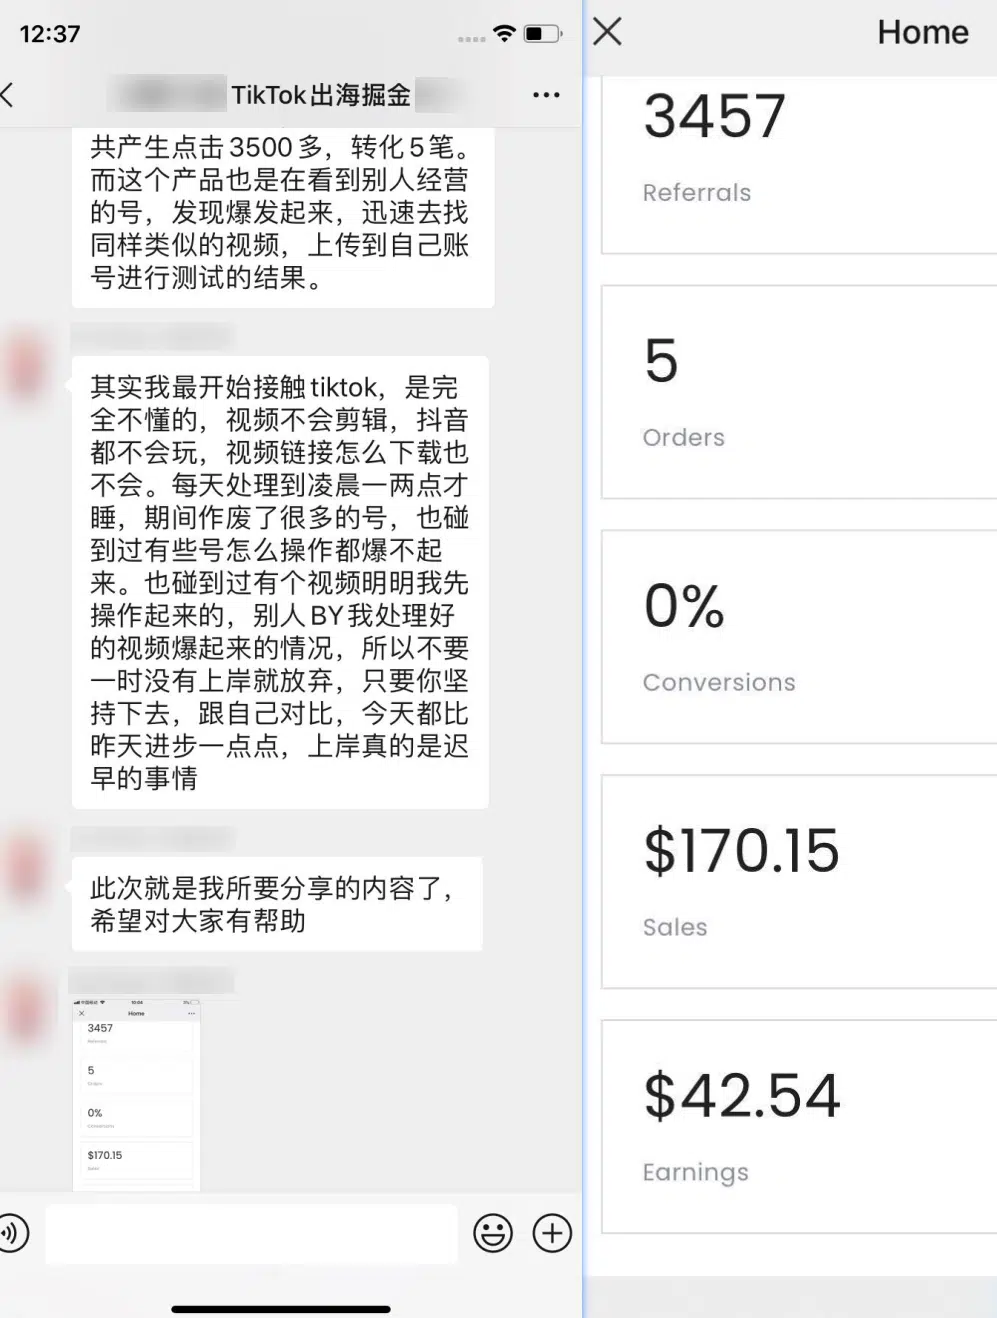 12:37
TikTok出海掘金
共产生点击3500多，转化5笔。
而这个产品也是在看到别人经营
的号，发现爆发起来，迅速去找
同样类似的视频，上传到自己账
号进行测试的结果。
其实我最开始接触tiktok，是完
全不懂的，视频不会剪辑，抖音
都不会玩，视频链接怎么下载也
不会。每天处理到凌晨一两点才
睡，期间作废了很多的号，也碰
到过有些号怎么操作都爆不起
来。也碰到过有个视频明明我先
操作起来的，别人BY我处理好
的视频爆起来的情况，所以不要
一时没有上岸就放弃，只要你坚
持下去，跟自己对比，今天都比
昨天进步一点点，上岸真的是迟
早的事情
此次就是我所要分享的内容了，
希望对大家有帮助
Home
3457
5
0%
$170.15
Home
3457
Referrals
5
Orders
0%
Conversions
$170.15
Sales
$42.54
Earnings